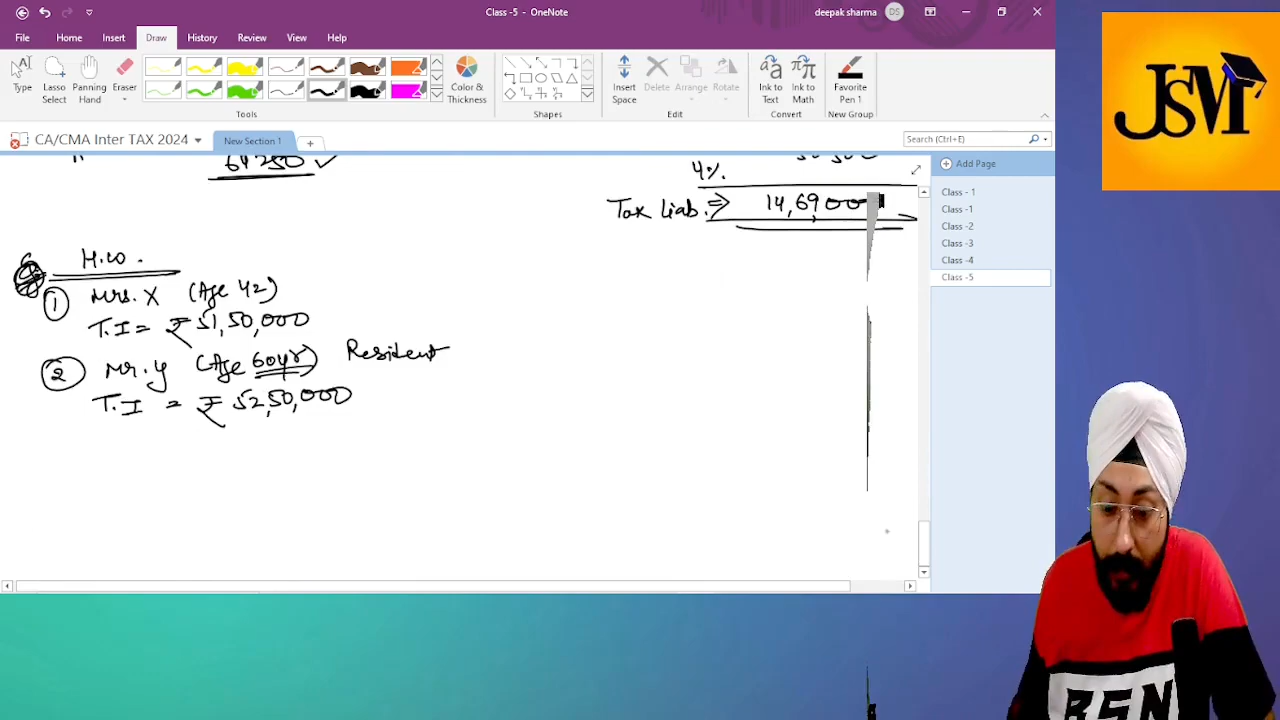 Class -5 - OneNote
deepak sharma DS
File Home Insert Draw History Review View Help
Type
Lasso Select
Panning Hand
Eraser
Color & Thickness
Insert Space
Delete
Arrange
Rotate
Ink to Text
Ink to Math
Favorite Pen 1
Tools
Shapes
Edit
Convert
New Group
CA/CMA Inter TAX 2024
New Section 1
Search (Ctrl+E)
Add Page
Class - 1
Class -1
Class -2
Class -3
Class -4
Class -5
64250 ✓
4%
Tax Liab. ⇒ 14,69,000
H.W.
① Mrs. X (Age 42)
T.I = ₹ 51,50,000
② Mr. y (Age 60yr) Resident
T.I = ₹ 52,50,000
JSM